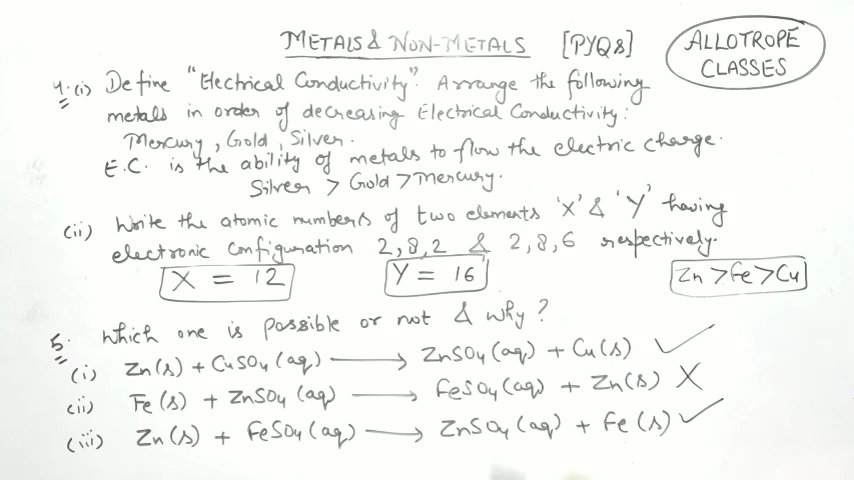 METALS & NON-METALS [PYQs]
ALLOTROPE
CLASSES
4. (i) Define "Electrical Conductivity". Arrange the following
metals in order of decreasing Electrical Conductivity:
Mercury, Gold, Silver.
E.C. is the ability of metals to flow the electric charge.
Silver > Gold > Mercury.
(ii) Write the atomic numbers of two elements 'X' & 'Y' having
electronic configuration 2,8,2 & 2,8,6 respectively.
X = 12 Y = 16 Zn > Fe > Cu
5. Which one is possible or not & why?
(i) Zn(s) + CuSO4(aq) → ZnSO4(aq) + Cu(s) ✓
(ii) Fe(s) + ZnSO4(aq) → FeSO4(aq) + Zn(s) X
(iii) Zn(s) + FeSO4(aq) → ZnSO4(aq) + Fe(s) ✓